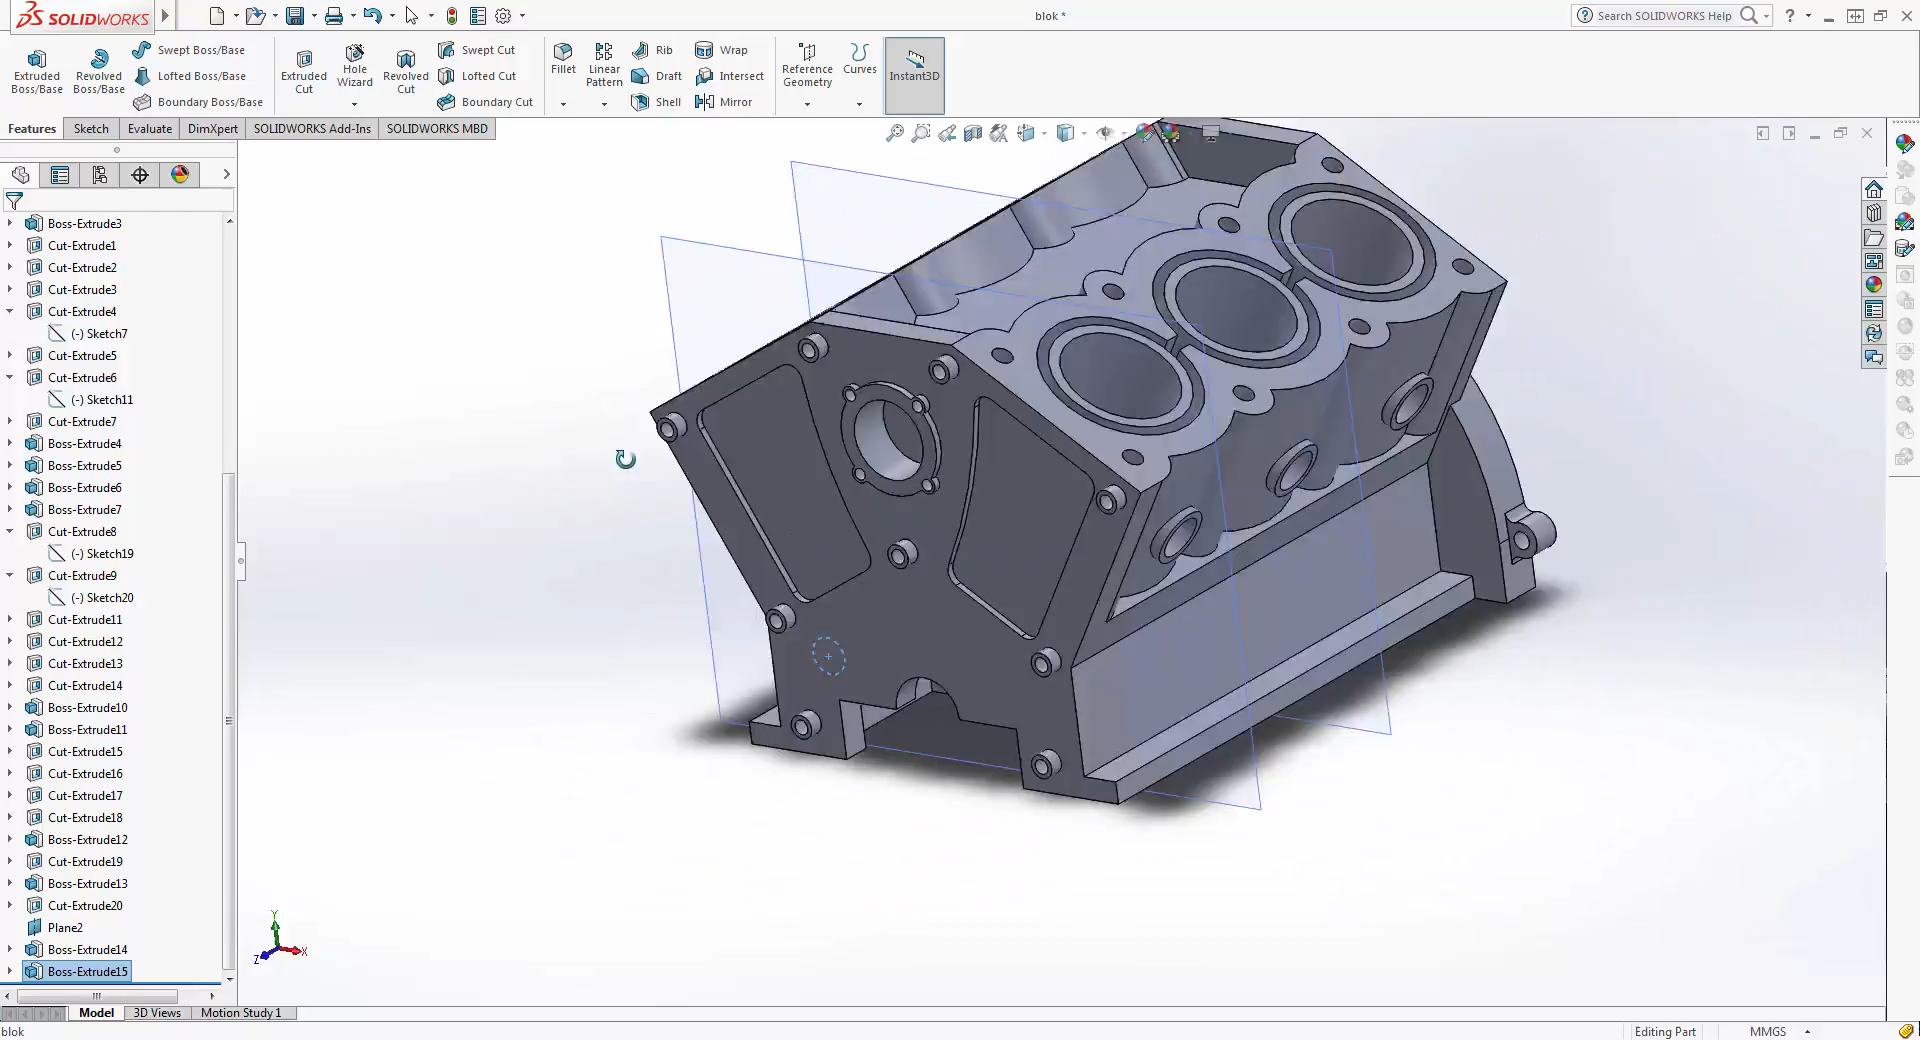 SOLIDWORKS
blok *
Search SOLIDWORKS Help
?
Extruded Boss/Base
Revolved Boss/Base
Swept Boss/Base
Lofted Boss/Base
Boundary Boss/Base
Extruded Cut
Hole Wizard
Revolved Cut
Swept Cut
Lofted Cut
Boundary Cut
Fillet
Linear Pattern
Rib
Draft
Shell
Wrap
Intersect
Mirror
Reference Geometry
Curves
Instant3D
Features
Sketch
Evaluate
DimXpert
SOLIDWORKS Add-Ins
SOLIDWORKS MBD
Boss-Extrude3
Cut-Extrude1
Cut-Extrude2
Cut-Extrude3
Cut-Extrude4
(-) Sketch7
Cut-Extrude5
Cut-Extrude6
(-) Sketch11
Cut-Extrude7
Boss-Extrude4
Boss-Extrude5
Boss-Extrude6
Boss-Extrude7
Cut-Extrude8
(-) Sketch19
Cut-Extrude9
(-) Sketch20
Cut-Extrude11
Cut-Extrude12
Cut-Extrude13
Cut-Extrude14
Boss-Extrude10
Boss-Extrude11
Cut-Extrude15
Cut-Extrude16
Cut-Extrude17
Cut-Extrude18
Boss-Extrude12
Cut-Extrude19
Boss-Extrude13
Cut-Extrude20
Plane2
Boss-Extrude14
Boss-Extrude15
Y
X
Z
Model
3D Views
Motion Study 1
blok
Editing Part
MMGS